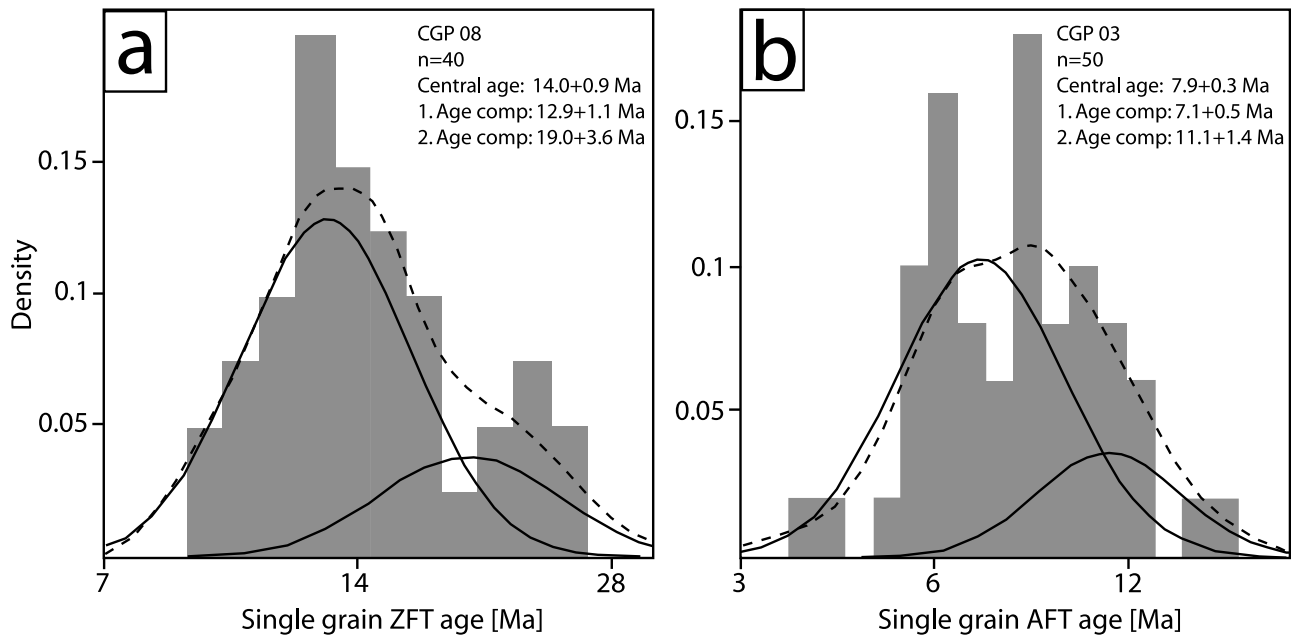 a
CGP 08
n=40
Central age: 14.0+0.9 Ma
1. Age comp: 12.9+1.1 Ma
2. Age comp: 19.0+3.6 Ma
0.15
0.1
0.05
Density
7
14
28
Single grain ZFT age [Ma]
b
CGP 03
n=50
Central age: 7.9+0.3 Ma
1. Age comp: 7.1+0.5 Ma
2. Age comp: 11.1+1.4 Ma
0.15
0.1
0.05
3
6
12
Single grain AFT age [Ma]